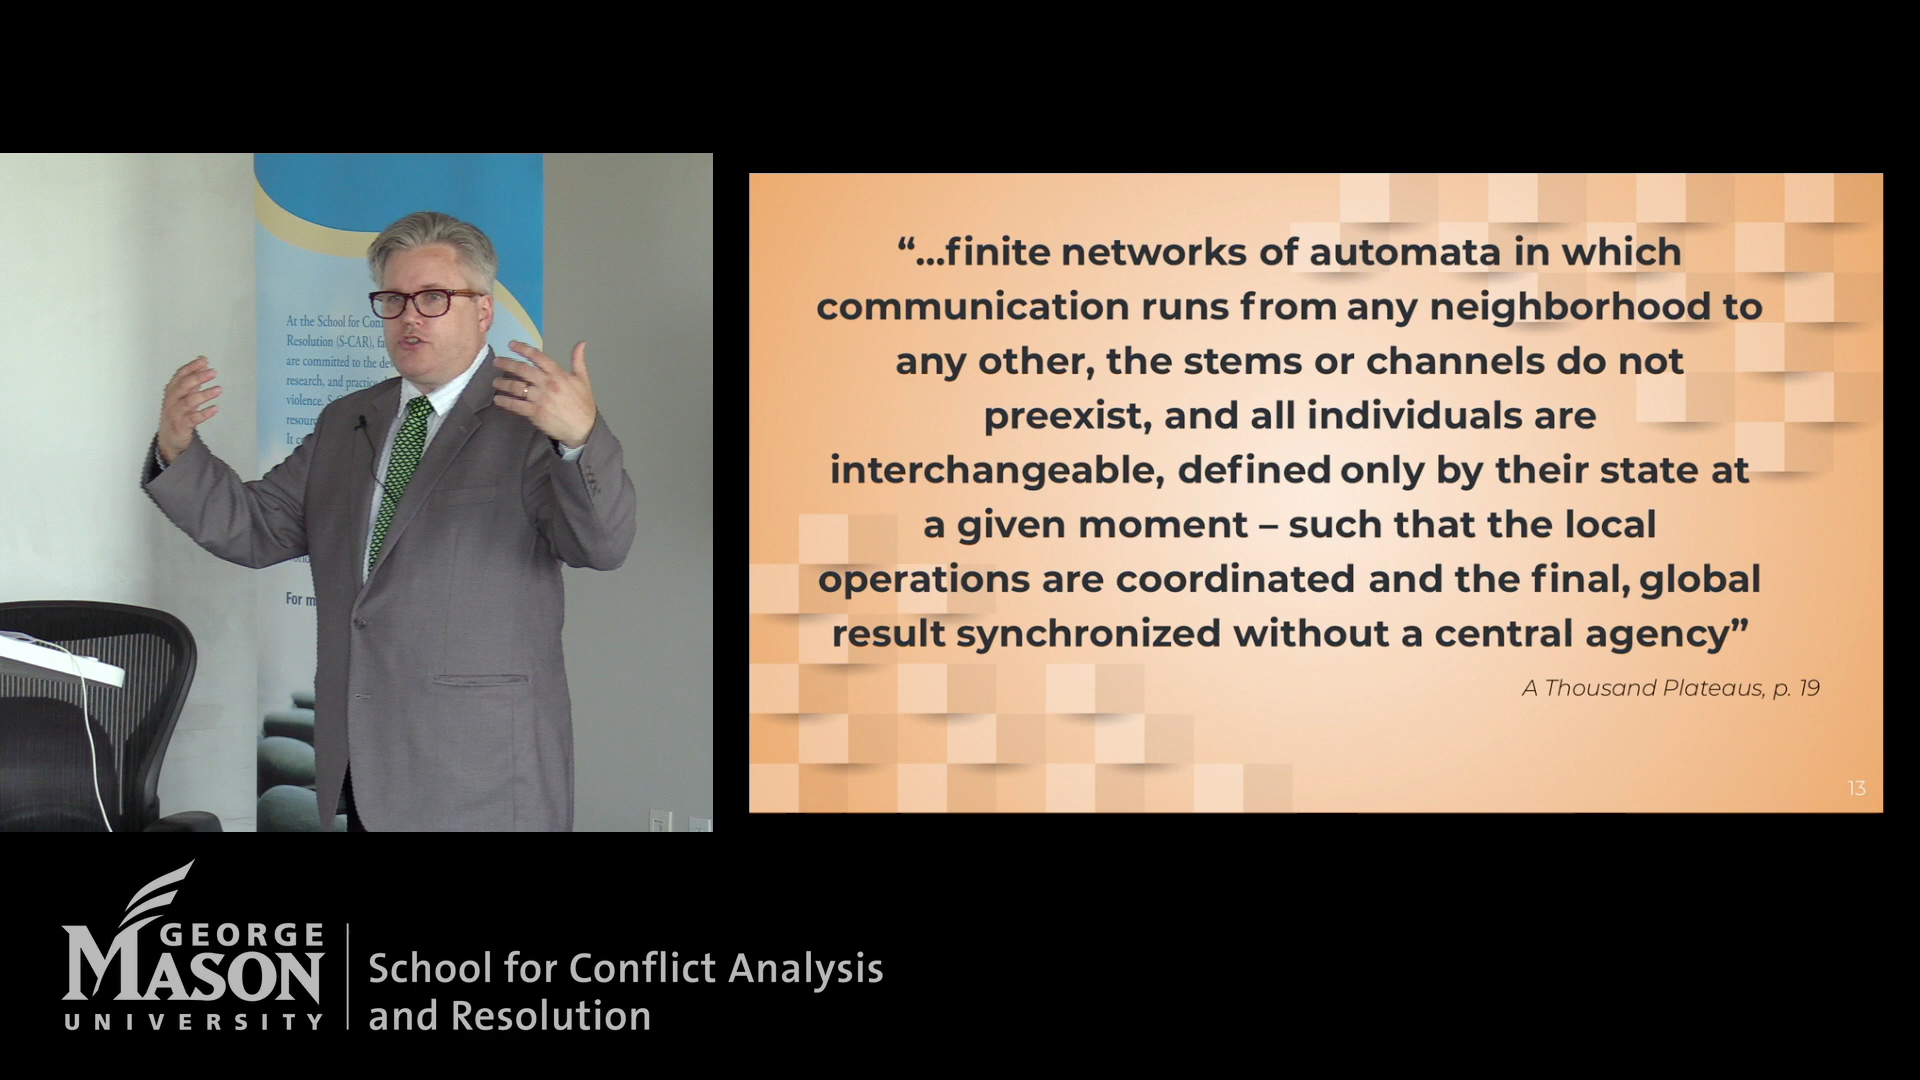 At the School for Con
Resolution (S-CAR), fa
are committed to the de
research, and practic
violence. S-
resour
It c
For m
“...finite networks of automata in which
communication runs from any neighborhood to
any other, the stems or channels do not
preexist, and all individuals are
interchangeable, defined only by their state at
a given moment – such that the local
operations are coordinated and the final, global
result synchronized without a central agency”
A Thousand Plateaus, p. 19
13
GEORGE
MASON
UNIVERSITY
School for Conflict Analysis
and Resolution